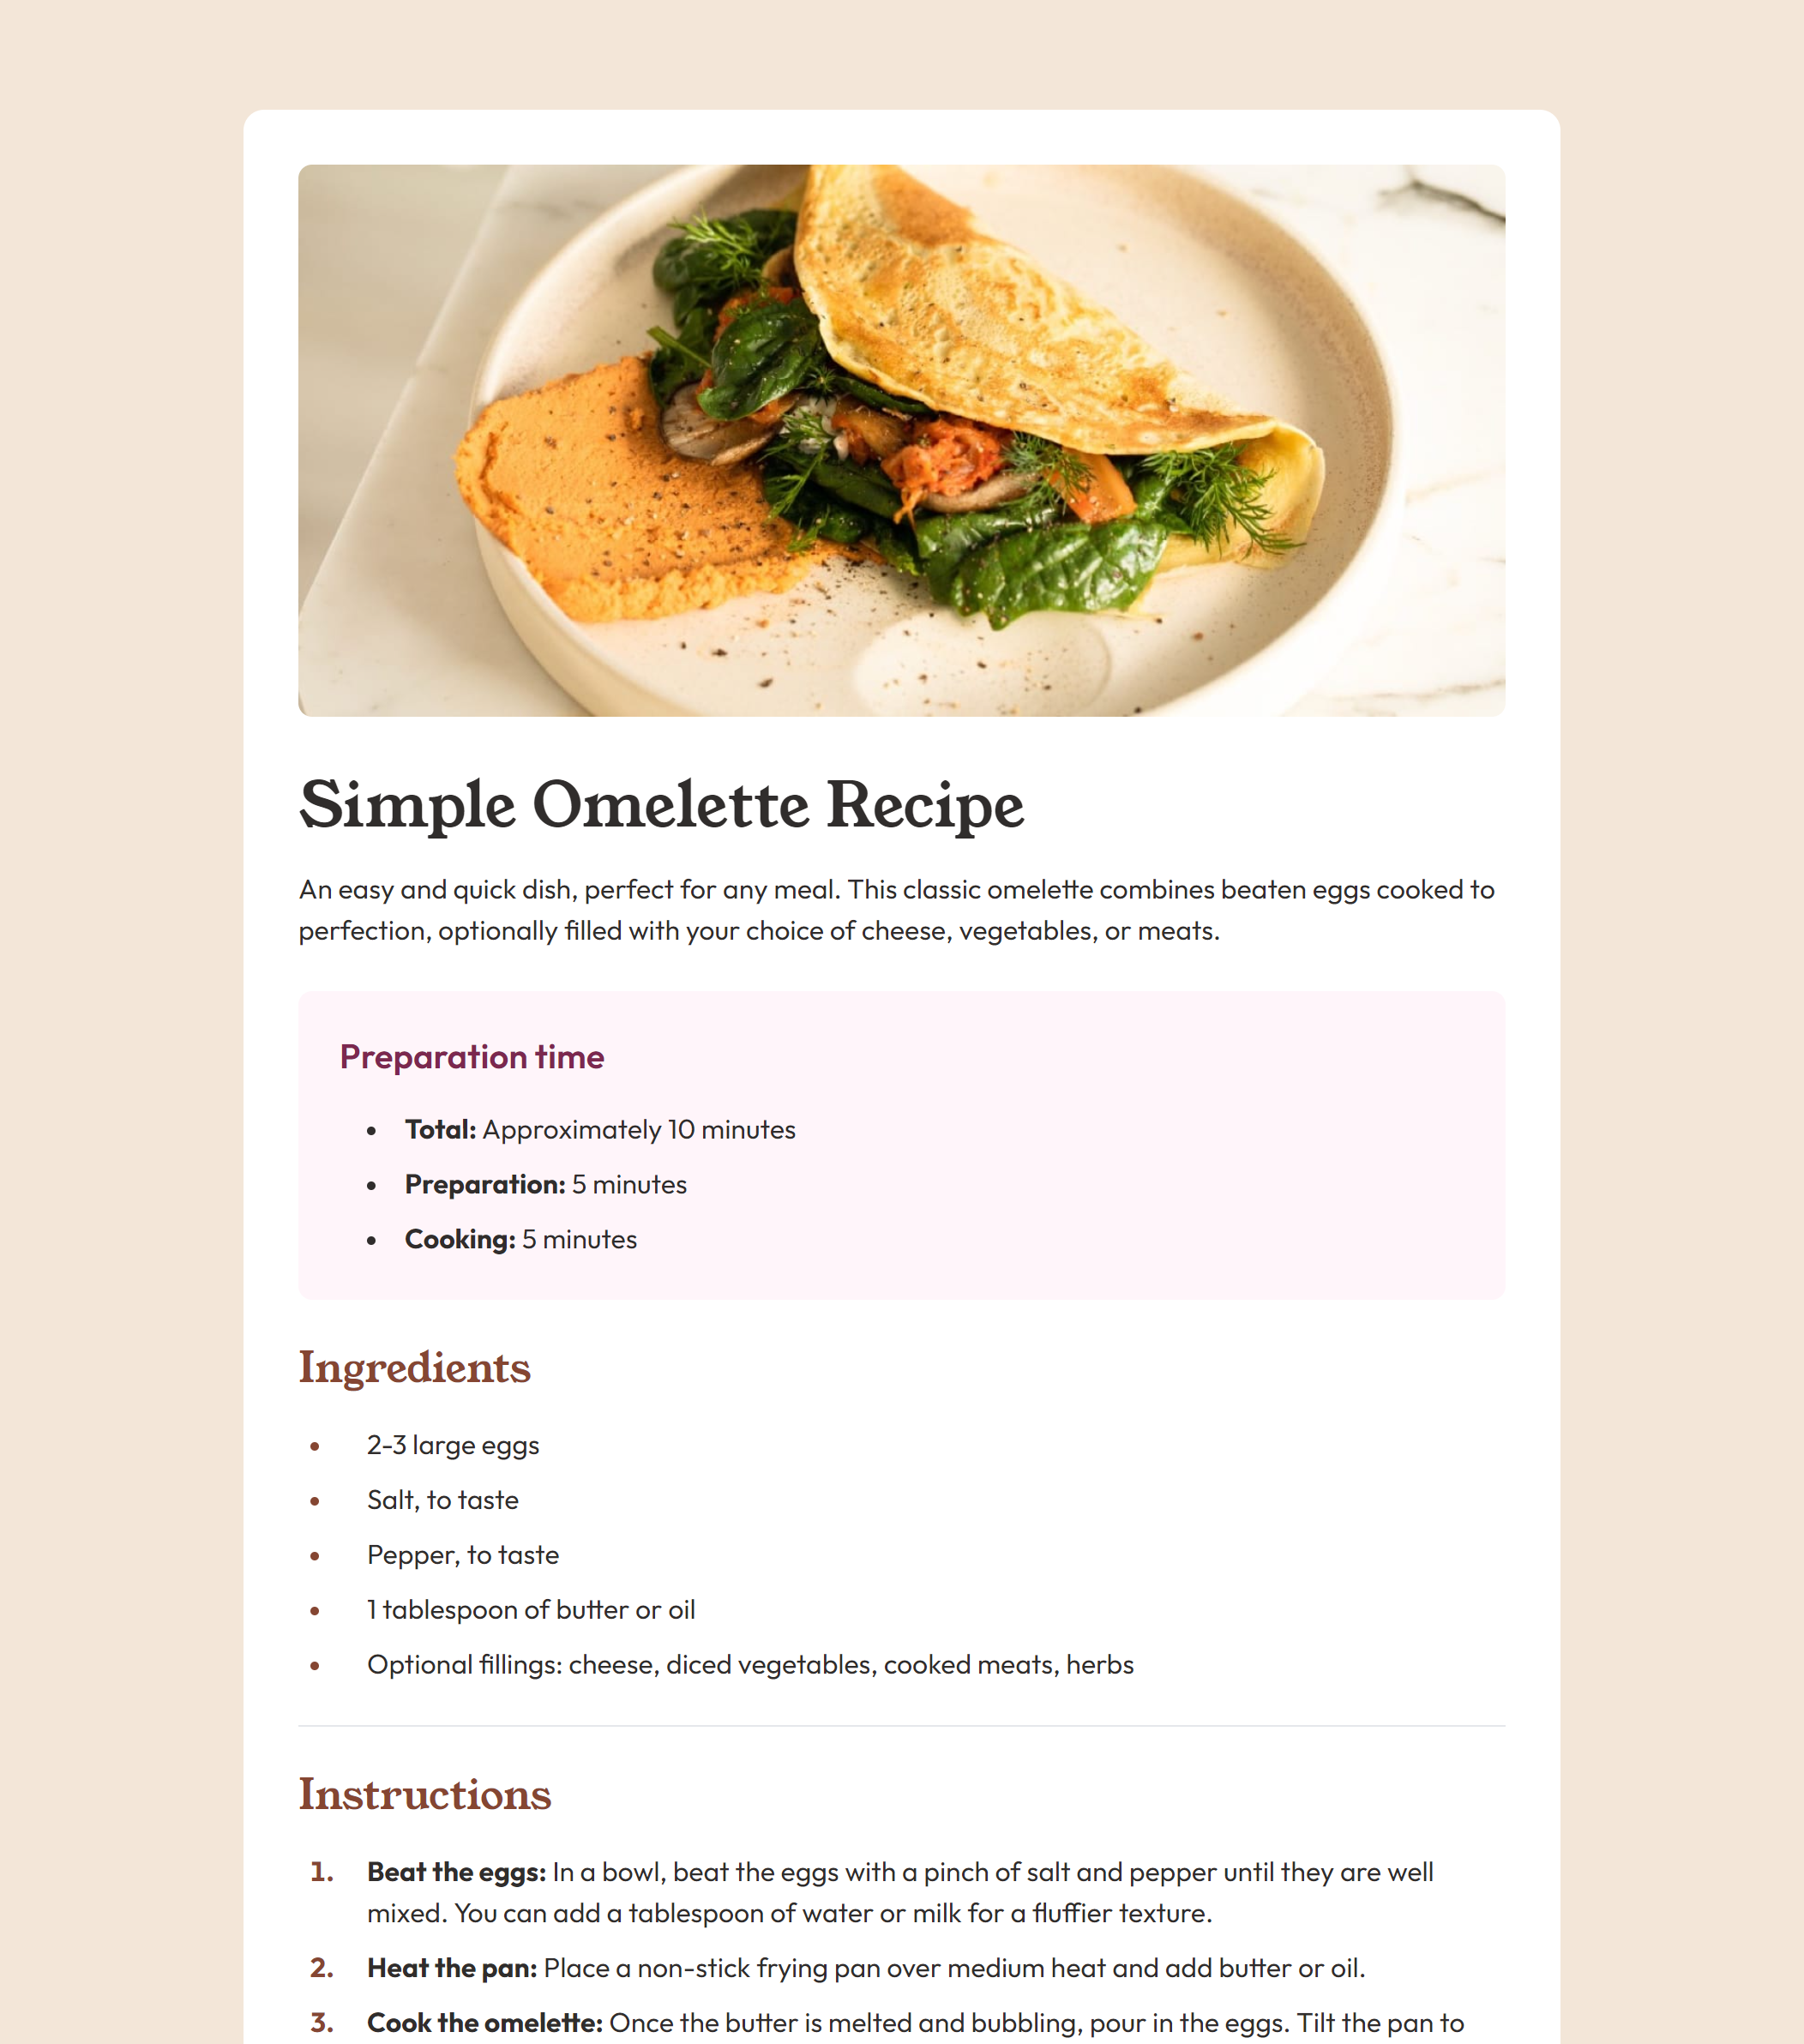 Simple Omelette Recipe
An easy and quick dish, perfect for any meal. This classic omelette combines beaten eggs cooked to
perfection, optionally filled with your choice of cheese, vegetables, or meats.
Preparation time
• Total: Approximately 10 minutes
• Preparation: 5 minutes
• Cooking: 5 minutes
Ingredients
• 2-3 large eggs
• Salt, to taste
• Pepper, to taste
• 1 tablespoon of butter or oil
• Optional fillings: cheese, diced vegetables, cooked meats, herbs
Instructions
1. Beat the eggs: In a bowl, beat the eggs with a pinch of salt and pepper until they are well
mixed. You can add a tablespoon of water or milk for a fluffier texture.
2. Heat the pan: Place a non-stick frying pan over medium heat and add butter or oil.
3. Cook the omelette: Once the butter is melted and bubbling, pour in the eggs. Tilt the pan to